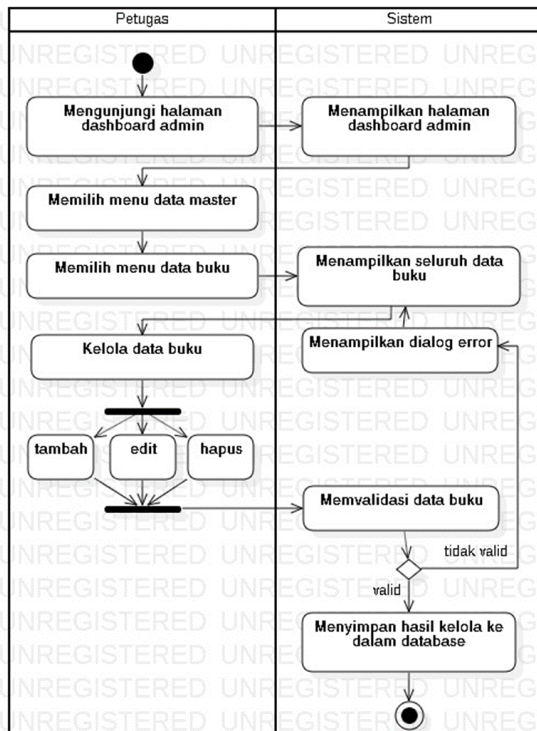 Petugas
Sistem
Mengunjungi halaman
dashboard admin
Menampilkan halaman
dashboard admin
Memilih menu data master
Memilih menu data buku
Menampilkan seluruh data
buku
Kelola data buku
Menampilkan dialog error
tambah
edit
hapus
Memvalidasi data buku
tidak valid
valid
Menyimpan hasil kelola ke
dalam database
UNREGISTERED